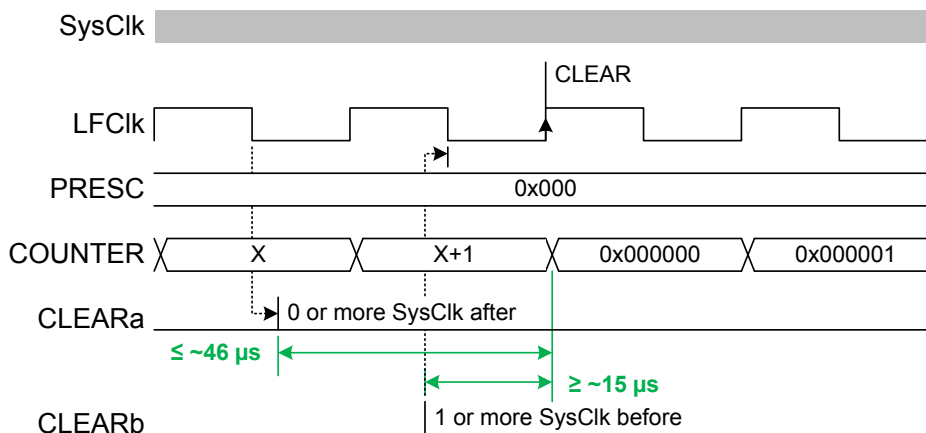 SysClk
CLEAR
LFClk
PRESC
0x000
COUNTER
X
X+1
0x000000
0x000001
CLEARa
0 or more SysClk after
≤ ~46 µs
≥ ~15 µs
CLEARb
1 or more SysClk before